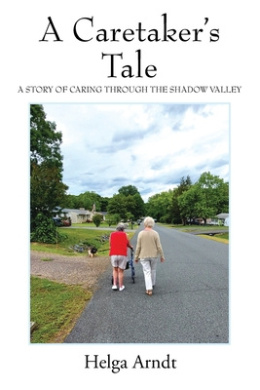 A Caretaker's
Tale
A STORY OF CARING THROUGH THE SHADOW VALLEY
Helga Arndt